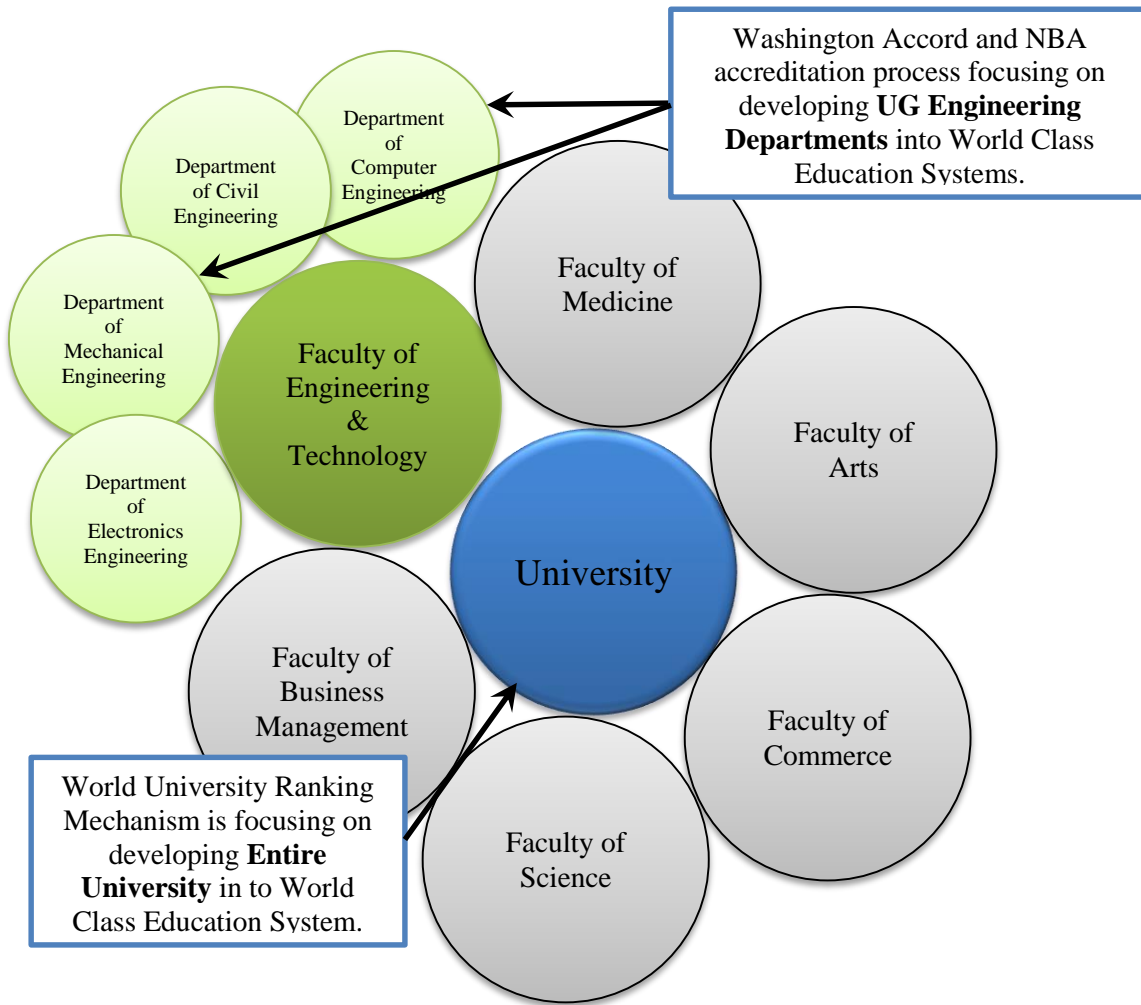 Washington Accord and NBA
accreditation process focusing on
developing UG Engineering
Departments into World Class
Education Systems.
Department
of
Computer
Engineering
Department
of Civil
Engineering
Department
of
Mechanical
Engineering
Department
of
Electronics
Engineering
Faculty of
Engineering
&
Technology
Faculty of
Medicine
Faculty of
Arts
University
Faculty of
Business
Management
Faculty of
Commerce
Faculty of
Science
World University Ranking
Mechanism is focusing on
developing Entire
University in to World
Class Education System.